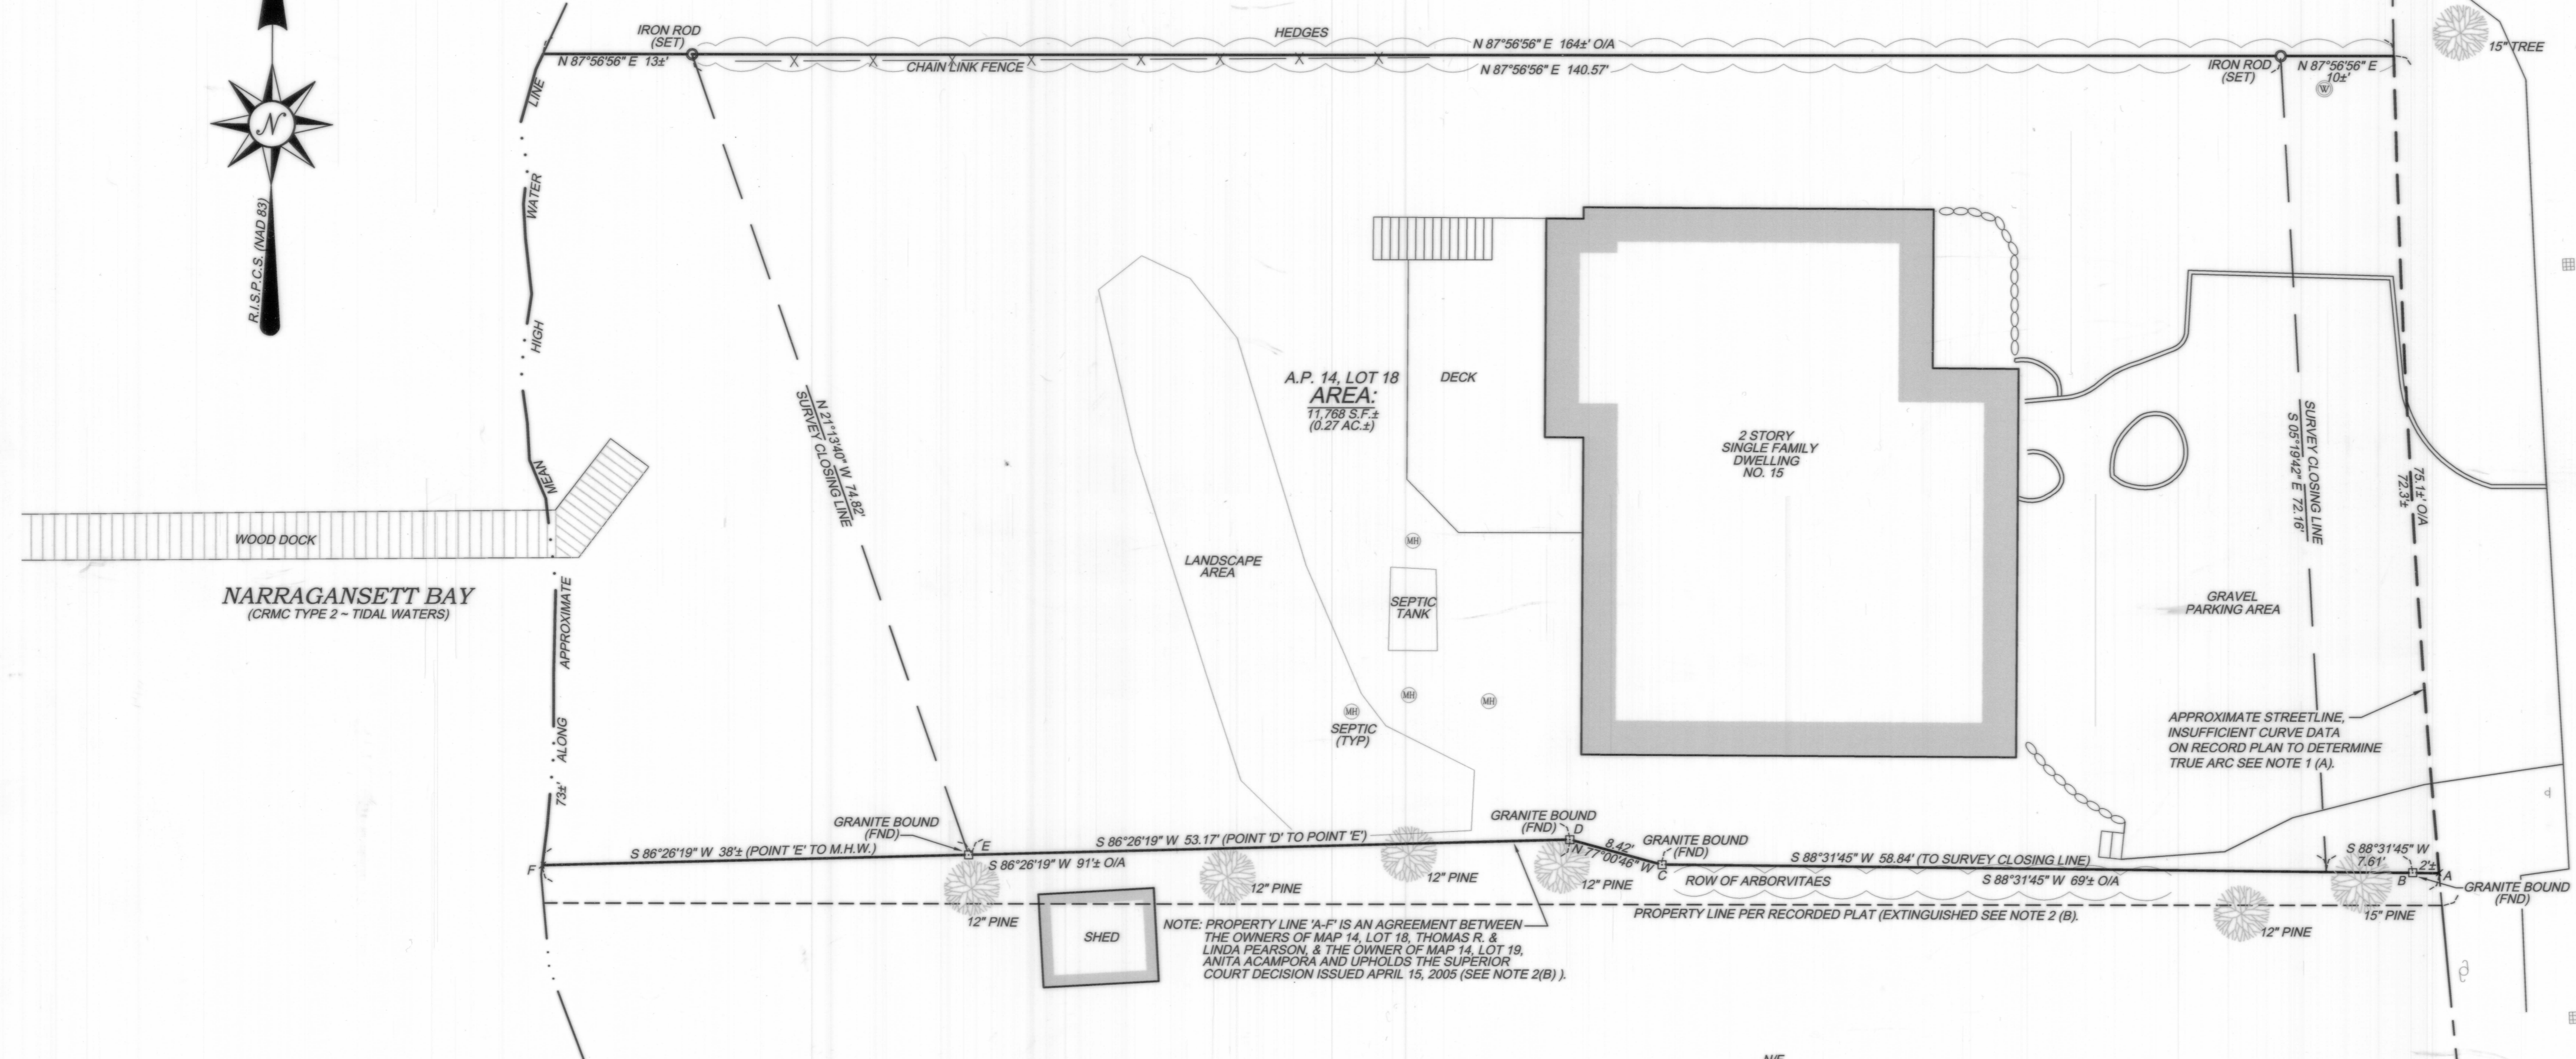 IRON ROD
(SET)
HEDGES
N 87°56'56" E 164±' O/A
N 87°56'56" E 13±'
CHAIN LINK FENCE
N 87°56'56" E 140.57'
IRON ROD
(SET)
N 87°56'56" E
10±'
W
15" TREE
N
R.I.S.P.C.S. (NAD 83)
LINE
WATER
HIGH
MEAN
APPROXIMATE
ALONG
73±'
N 21°13'40" W 74.82'
SURVEY CLOSING LINE
A.P. 14, LOT 18
AREA:
11,768 S.F.±
(0.27 AC.±)
DECK
2 STORY
SINGLE FAMILY
DWELLING
NO. 15
SURVEY CLOSING LINE
S 05°19'42" E 72.16'
75.1±' O/A
72.3±
WOOD DOCK
NARRAGANSETT BAY
(CRMC TYPE 2 ~ TIDAL WATERS)
LANDSCAPE
AREA
MH
SEPTIC
TANK
MH
MH
MH
SEPTIC
(TYP)
GRAVEL
PARKING AREA
APPROXIMATE STREETLINE,
INSUFFICIENT CURVE DATA
ON RECORD PLAN TO DETERMINE
TRUE ARC SEE NOTE 1 (A).
GRANITE BOUND
(FND)
E
S 86°26'19" W 38'± (POINT 'E' TO M.H.W.)
F
S 86°26'19" W 53.17' (POINT 'D' TO POINT 'E')
S 86°26'19" W 91'± O/A
GRANITE BOUND
(FND)
D
8.42'
N 77°00'46" W
GRANITE BOUND
(FND)
C
S 88°31'45" W 58.84' (TO SURVEY CLOSING LINE)
S 88°31'45" W 69'± O/A
S 88°31'45" W
7.61'
2'±
B
A
GRANITE BOUND
(FND)
ROW OF ARBORVITAES
12" PINE
12" PINE
12" PINE
12" PINE
12" PINE
15" PINE
PROPERTY LINE PER RECORDED PLAT (EXTINGUISHED SEE NOTE 2 (B).
SHED
NOTE: PROPERTY LINE 'A-F' IS AN AGREEMENT BETWEEN
THE OWNERS OF MAP 14, LOT 18, THOMAS R. &
LINDA PEARSON, & THE OWNER OF MAP 14, LOT 19,
ANITA ACAMPORA AND UPHOLDS THE SUPERIOR
COURT DECISION ISSUED APRIL 15, 2005 (SEE NOTE 2(B) ).